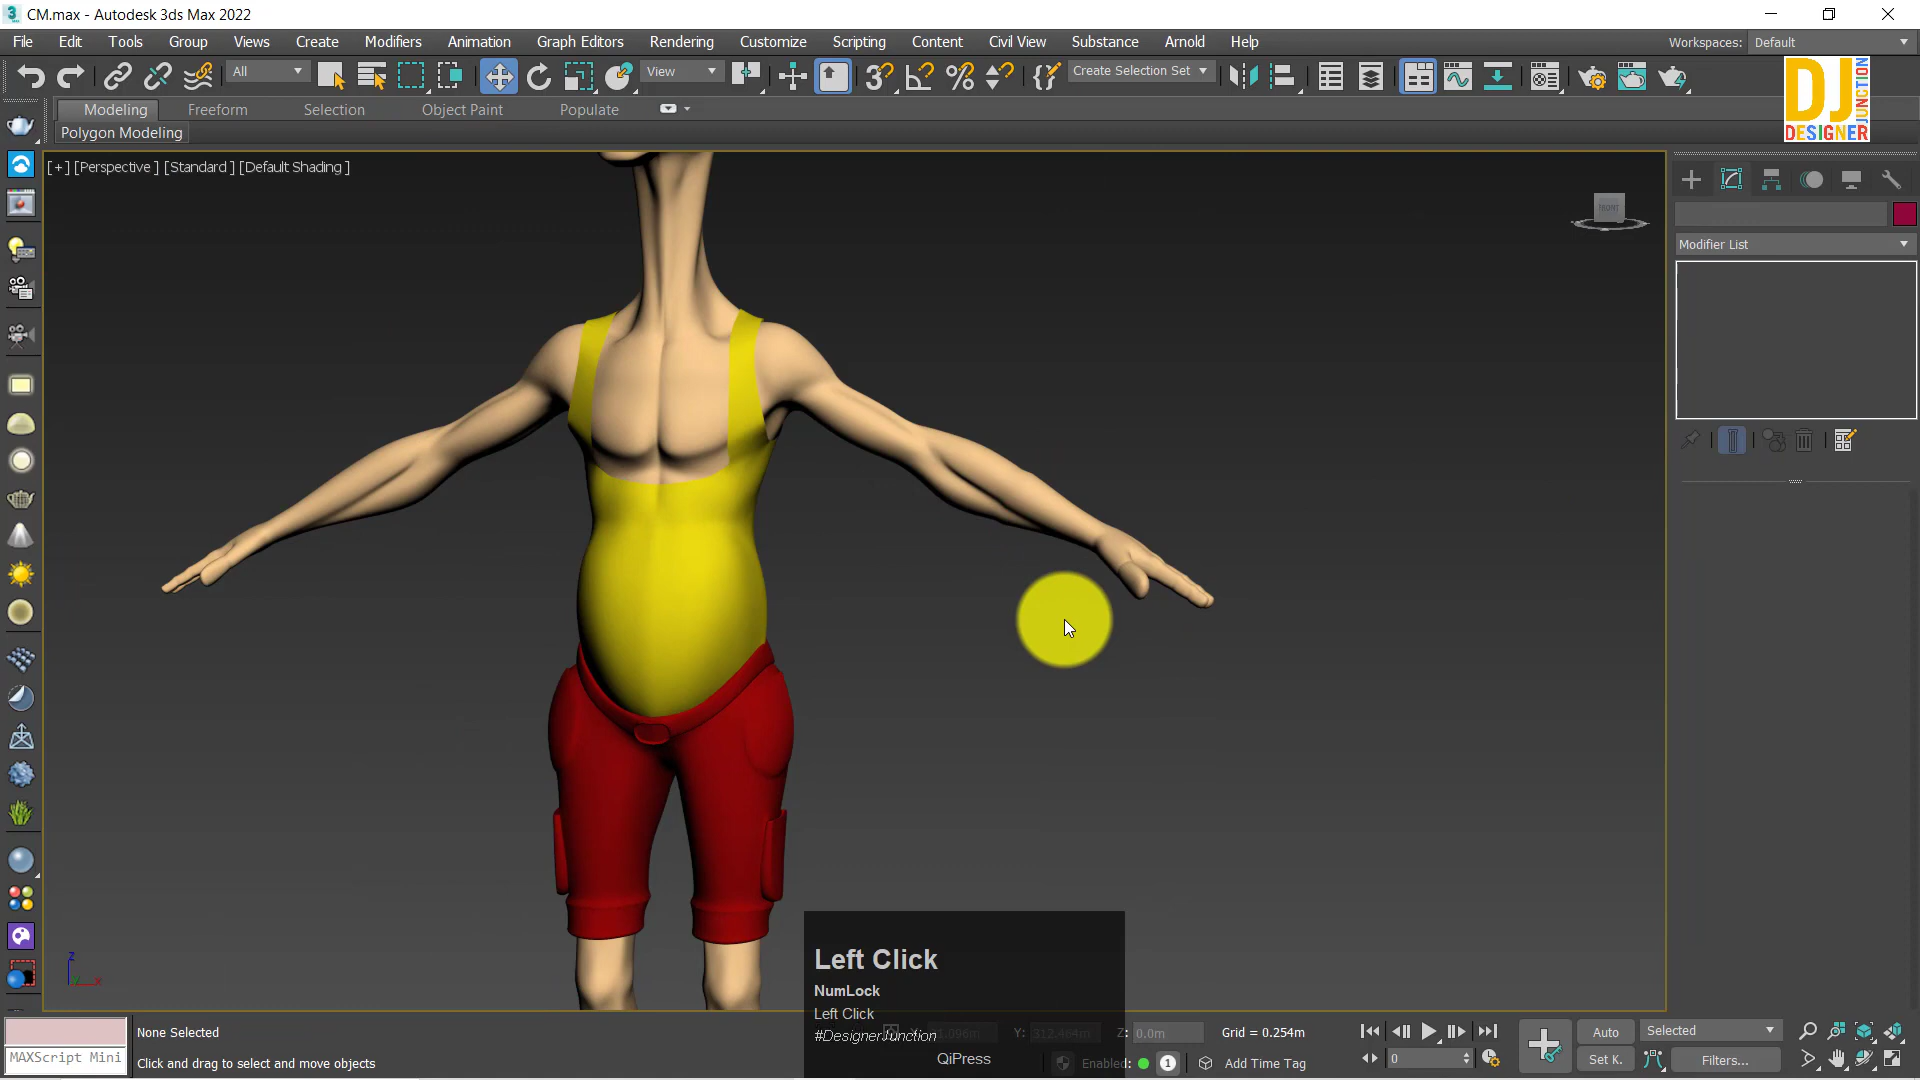 CM.max - Autodesk 3ds Max 2022
File Edit Tools Group Views Create Modifiers Animation Graph Editors Rendering Customize Scripting Content Civil View Substance Arnold Help
Workspaces: Default
All
View
Create Selection Set
DJ JUNCTION
DESIGNER
Modeling Freeform Selection Object Paint Populate
Polygon Modeling
[+] [Perspective ] [Standard ] [Default Shading ]
FRONT
Modifier List
Left Click
NumLock
Left Click
#DesignerJunction
QiPress
z
x
MAXScript Mini
None Selected
Click and drag to select and move objects
Y: 312.464m Z: 0.0m Grid = 0.254m
Enabled: 1 Add Time Tag
0
Auto Selected
Set K. Filters...